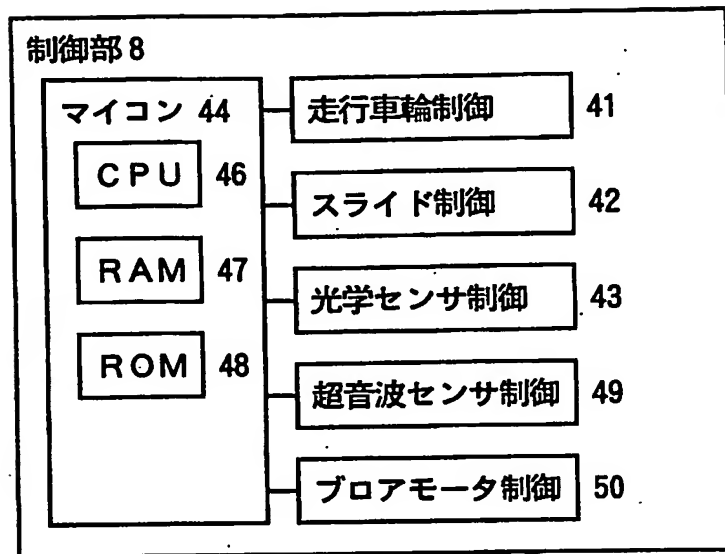 制御部8
マイコン 44
CPU 46
RAM 47
ROM 48
走行車輪制御 41
スライド制御 42
光学センサ制御 43
超音波センサ制御 49
ブロアモータ制御 50